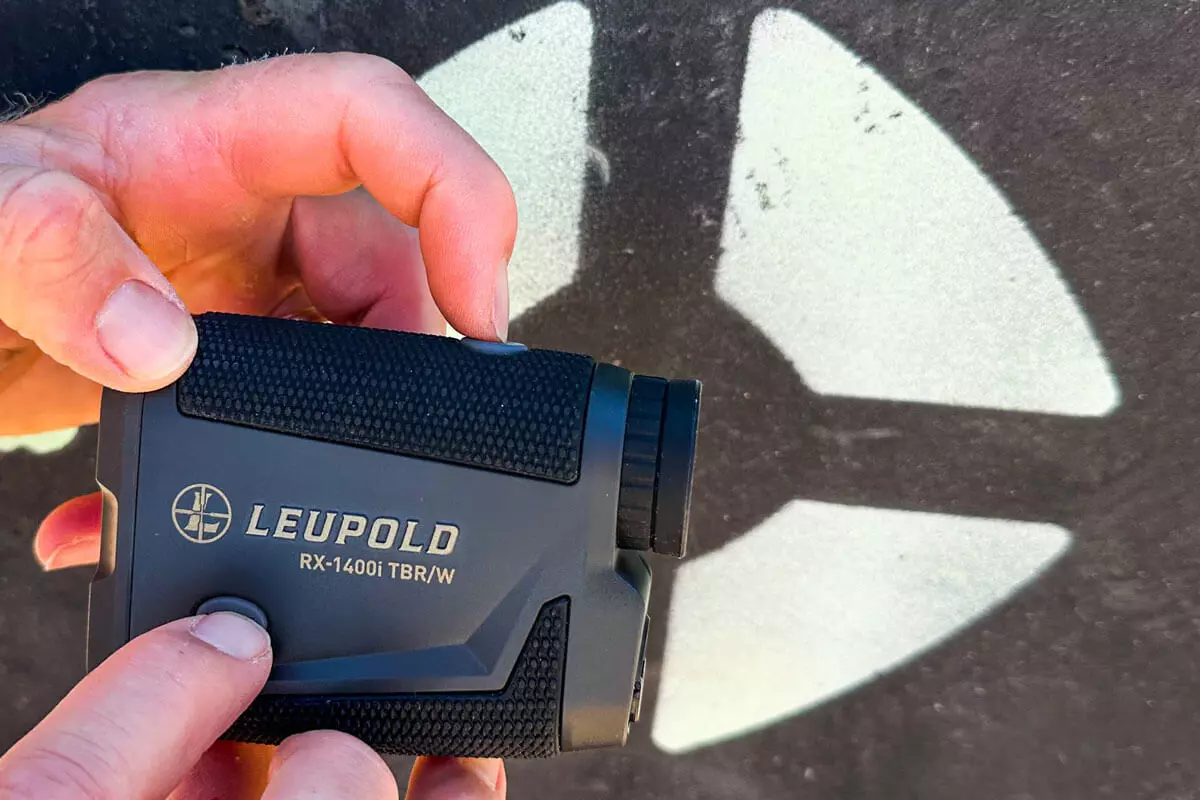 LEUPOLD
RX-1400i TBR/W